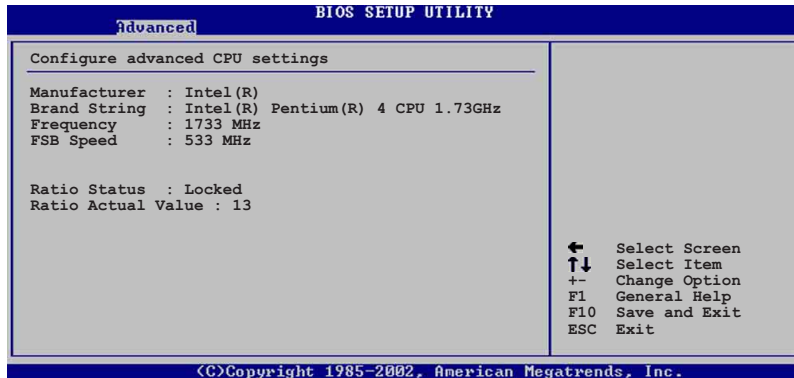 BIOS SETUP UTILITY
Advanced
Configure advanced CPU settings
Manufacturer : Intel(R)
Brand String : Intel(R) Pentium(R) 4 CPU 1.73GHz
Frequency : 1733 MHz
FSB Speed : 533 MHz
Ratio Status : Locked
Ratio Actual Value : 13
← Select Screen
↑↓ Select Item
+- Change Option
F1 General Help
F10 Save and Exit
ESC Exit
(C)Copyright 1985-2002, American Megatrends, Inc.